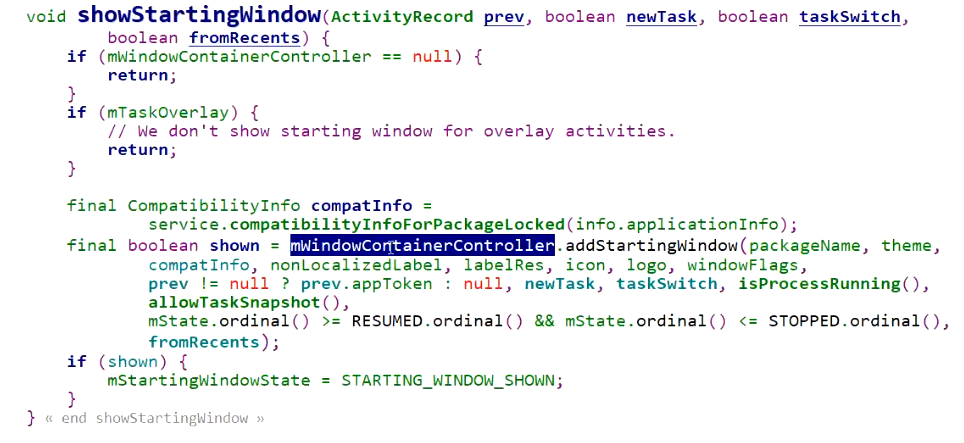 void showStartingWindow(ActivityRecord prev, boolean newTask, boolean taskSwitch,
boolean fromRecents) {
if (mWindowContainerController == null) {
return;
}
if (mTaskOverlay) {
// We don't show starting window for overlay activities.
return;
}
final CompatibilityInfo compatInfo =
service.compatibilityInfoForPackageLocked(info.applicationInfo);
final boolean shown = mWindowContainerController.addStartingWindow(packageName, theme,
compatInfo, nonLocalizedLabel, labelRes, icon, logo, windowFlags,
prev != null ? prev.appToken : null, newTask, taskSwitch, isProcessRunning(),
allowTaskSnapshot(),
mState.ordinal() >= RESUMED.ordinal() && mState.ordinal() <= STOPPED.ordinal(),
fromRecents);
if (shown) {
mStartingWindowState = STARTING_WINDOW_SHOWN;
}
} « end showStartingWindow »